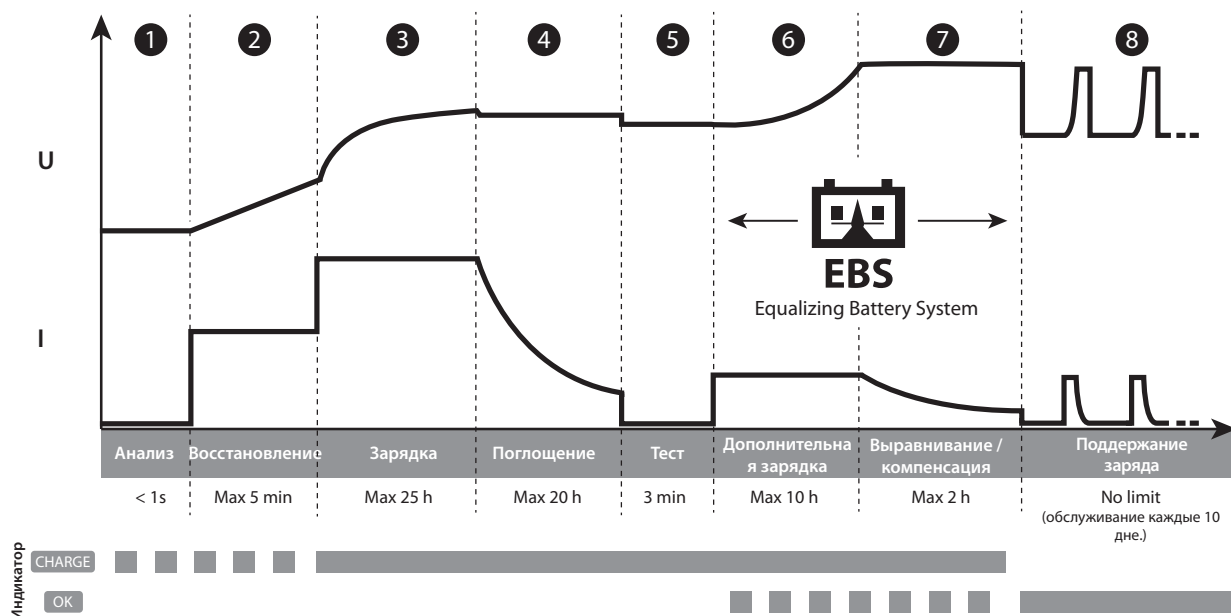 1 2 3 4 5 6 7 8
U
EBS
Equalizing Battery System
I
Анализ Восстановление Зарядка Поглощение Тест Дополнительна Выравнивание / Поддержание
я зарядка компенсация заряда
< 1s Max 5 min Max 25 h Max 20 h 3 min Max 10 h Max 2 h No limit
(обслуживание каждые 10
дне.)
Индикатор
CHARGE
OK